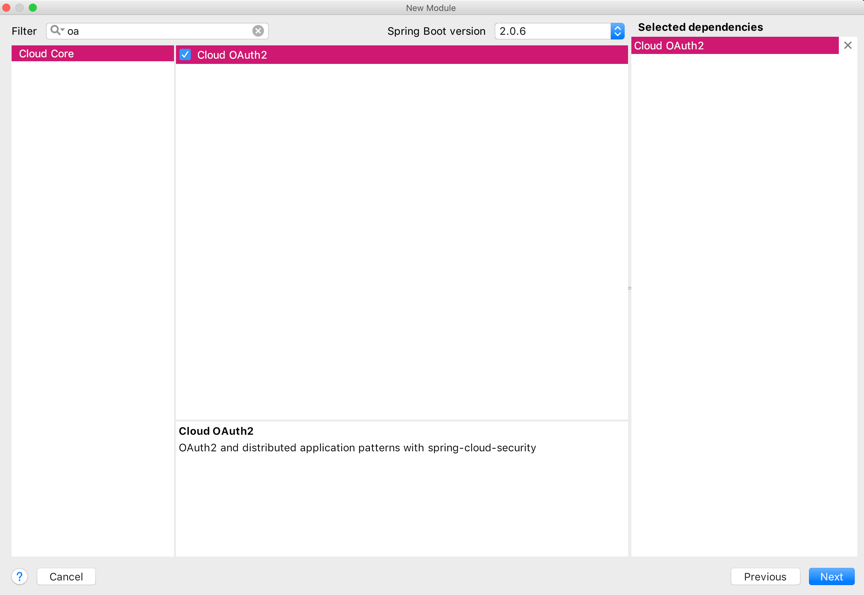 New Module
Filter oa Spring Boot version 2.0.6 Selected dependencies
Cloud Core Cloud OAuth2 Cloud OAuth2
Cloud OAuth2
OAuth2 and distributed application patterns with spring-cloud-security
? Cancel Previous Next